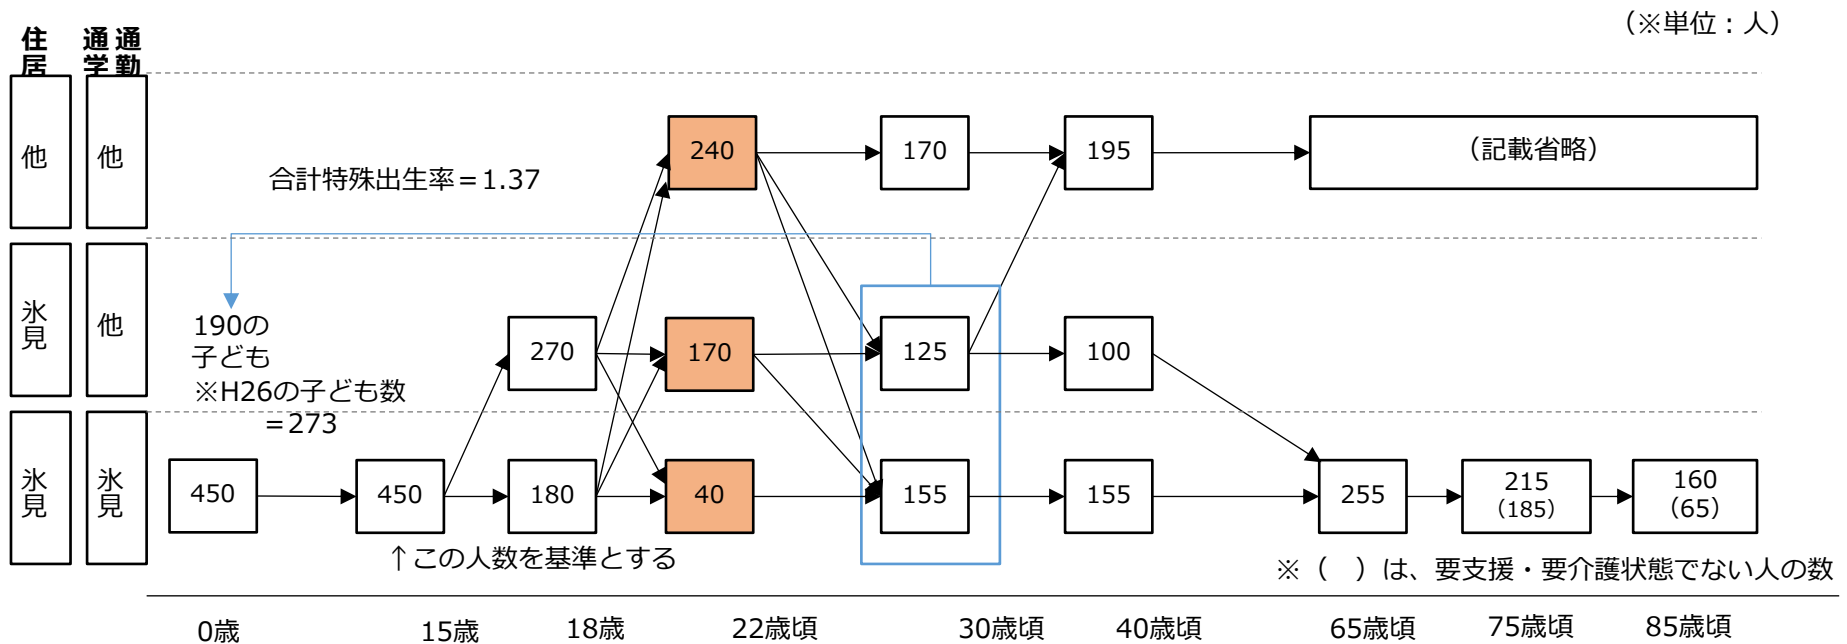 （※単位：人）
住居
通学
通勤
他
他
240
170
195
（記載省略）
合計特殊出生率＝1.37
氷見
他
190の
子ども
※H26の子ども数
＝273
270
170
125
100
氷見
氷見
450
450
180
40
155
155
255
215
（185）
160
（65）
↑この人数を基準とする
※（　）は、要支援・要介護状態でない人の数
0歳
15歳
18歳
22歳頃
30歳頃
40歳頃
65歳頃
75歳頃
85歳頃